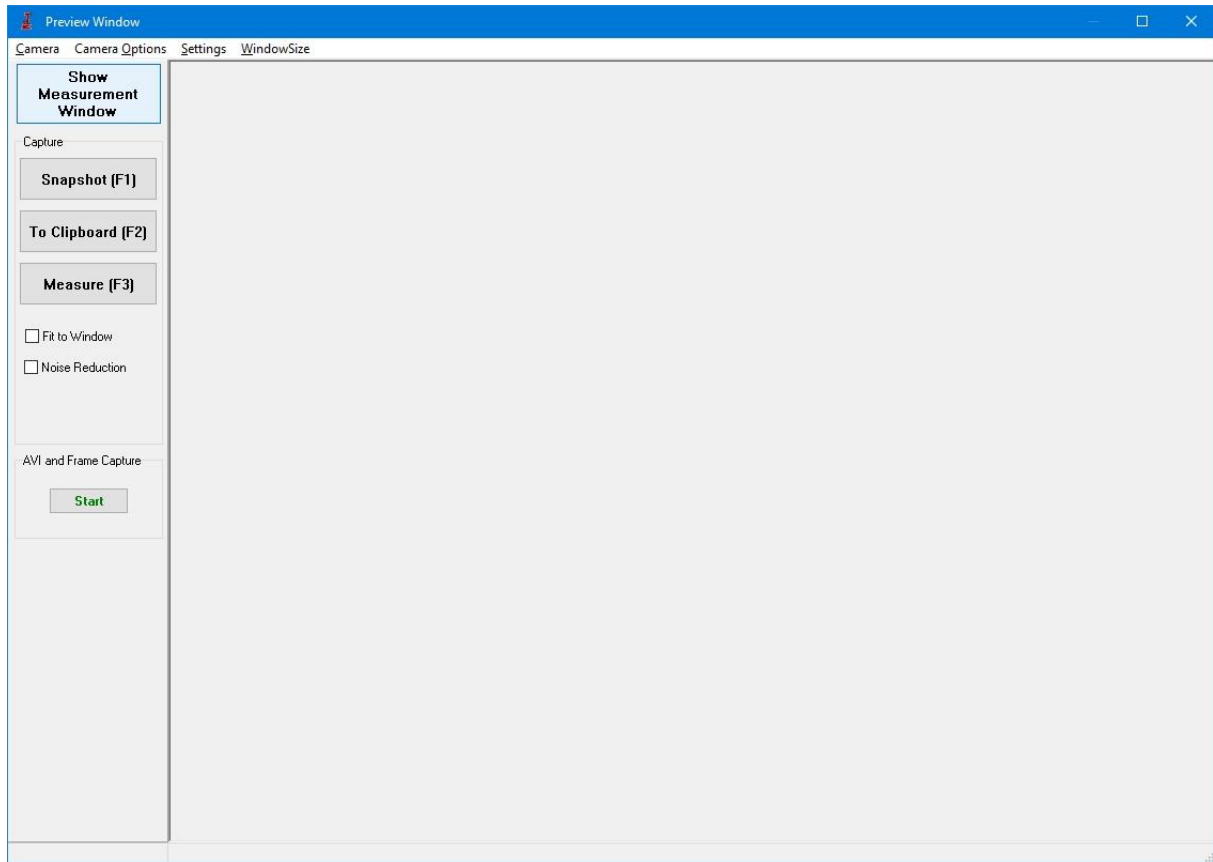 Preview Window
Camera Camera Options Settings WindowSize
Show
Measurement
Window
Capture
Snapshot (F1)
To Clipboard (F2)
Measure (F3)
Fit to Window
Noise Reduction
AVI and Frame Capture
Start